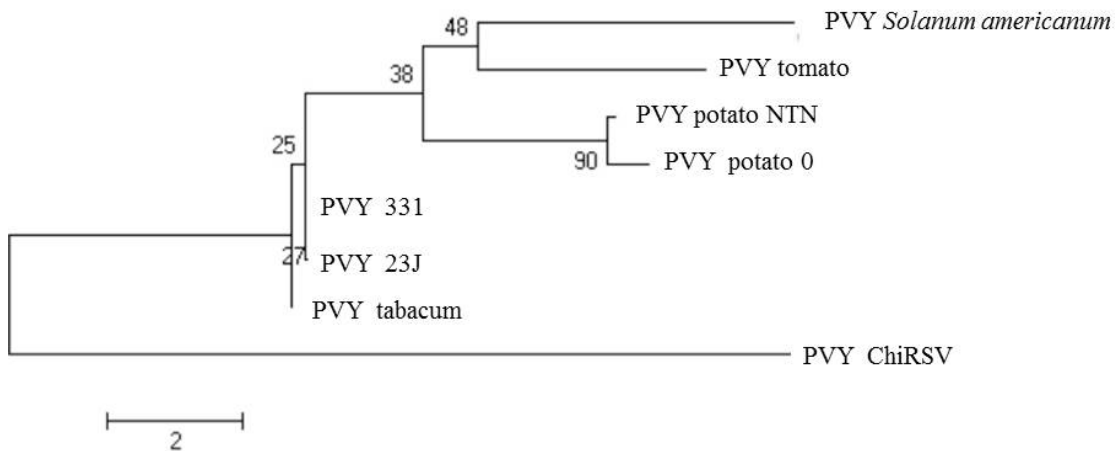 PVY Solanum americanum
48
PVY tomato
38
PVY potato NTN
90
PVY potato 0
25
PVY 331
27
PVY 23J
PVY tabacum
PVY ChiRSV
2